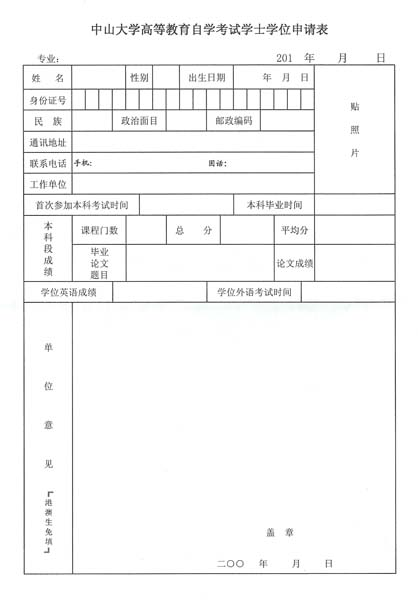 中山大学高等教育自学考试学士学位申请表
专业： 201 年 月 日
姓 名 性别 出生日期 年 月 日
身份证号
贴照片
民 族 政治面目 邮政编码
通讯地址
联系电话 手机： 固话：
工作单位
首次参加本科考试时间 本科毕业时间
本科段成绩
课程门数 总 分 平均分
毕业论文题目 论文成绩
学位英语成绩 学位外语考试时间
单位意见
『港澳生免填』
盖 章
二〇〇 年 月 日